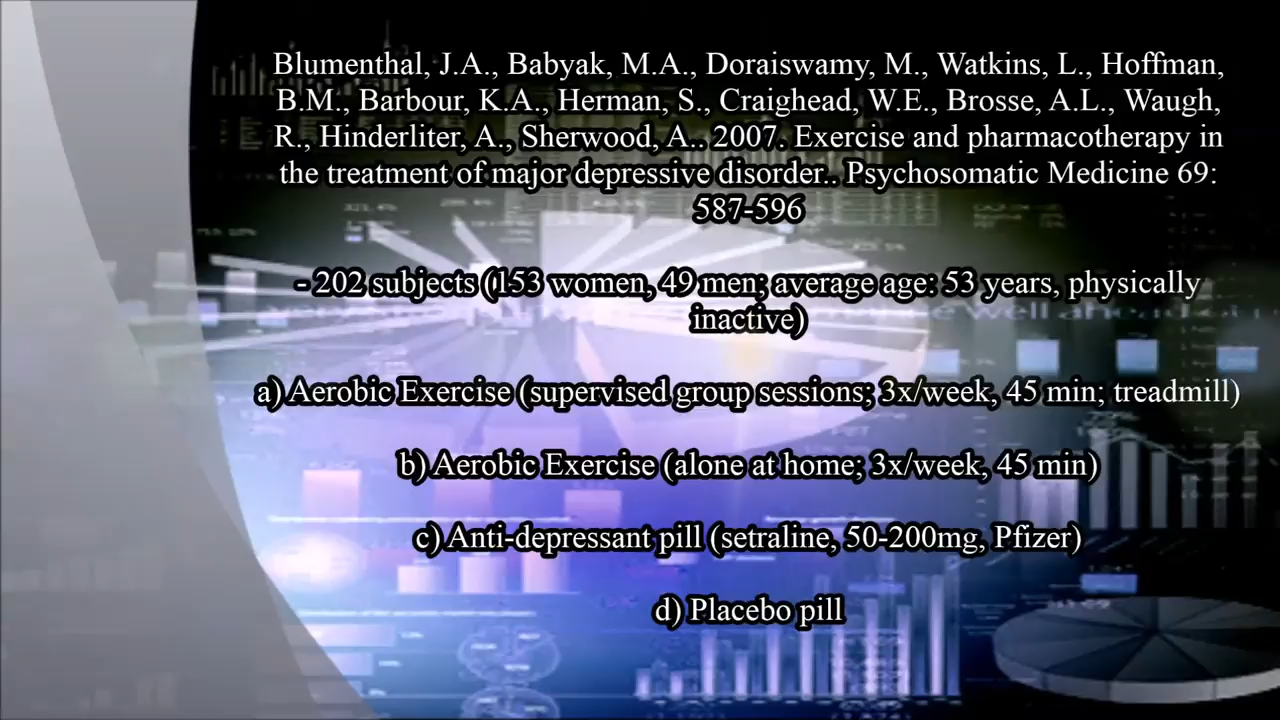 Blumenthal, J.A., Babyak, M.A., Doraiswamy, M., Watkins, L., Hoffman,
B.M., Barbour, K.A., Herman, S., Craighead, W.E., Brosse, A.L., Waugh,
R., Hinderliter, A., Sherwood, A.. 2007. Exercise and pharmacotherapy in
the treatment of major depressive disorder.. Psychosomatic Medicine 69:
587-596
- 202 subjects (153 women, 49 men; average age: 53 years, physically
inactive)
a) Aerobic Exercise (supervised group sessions; 3x/week, 45 min; treadmill)
b) Aerobic Exercise (alone at home; 3x/week, 45 min)
c) Anti-depressant pill (setraline, 50-200mg, Pfizer)
d) Placebo pill